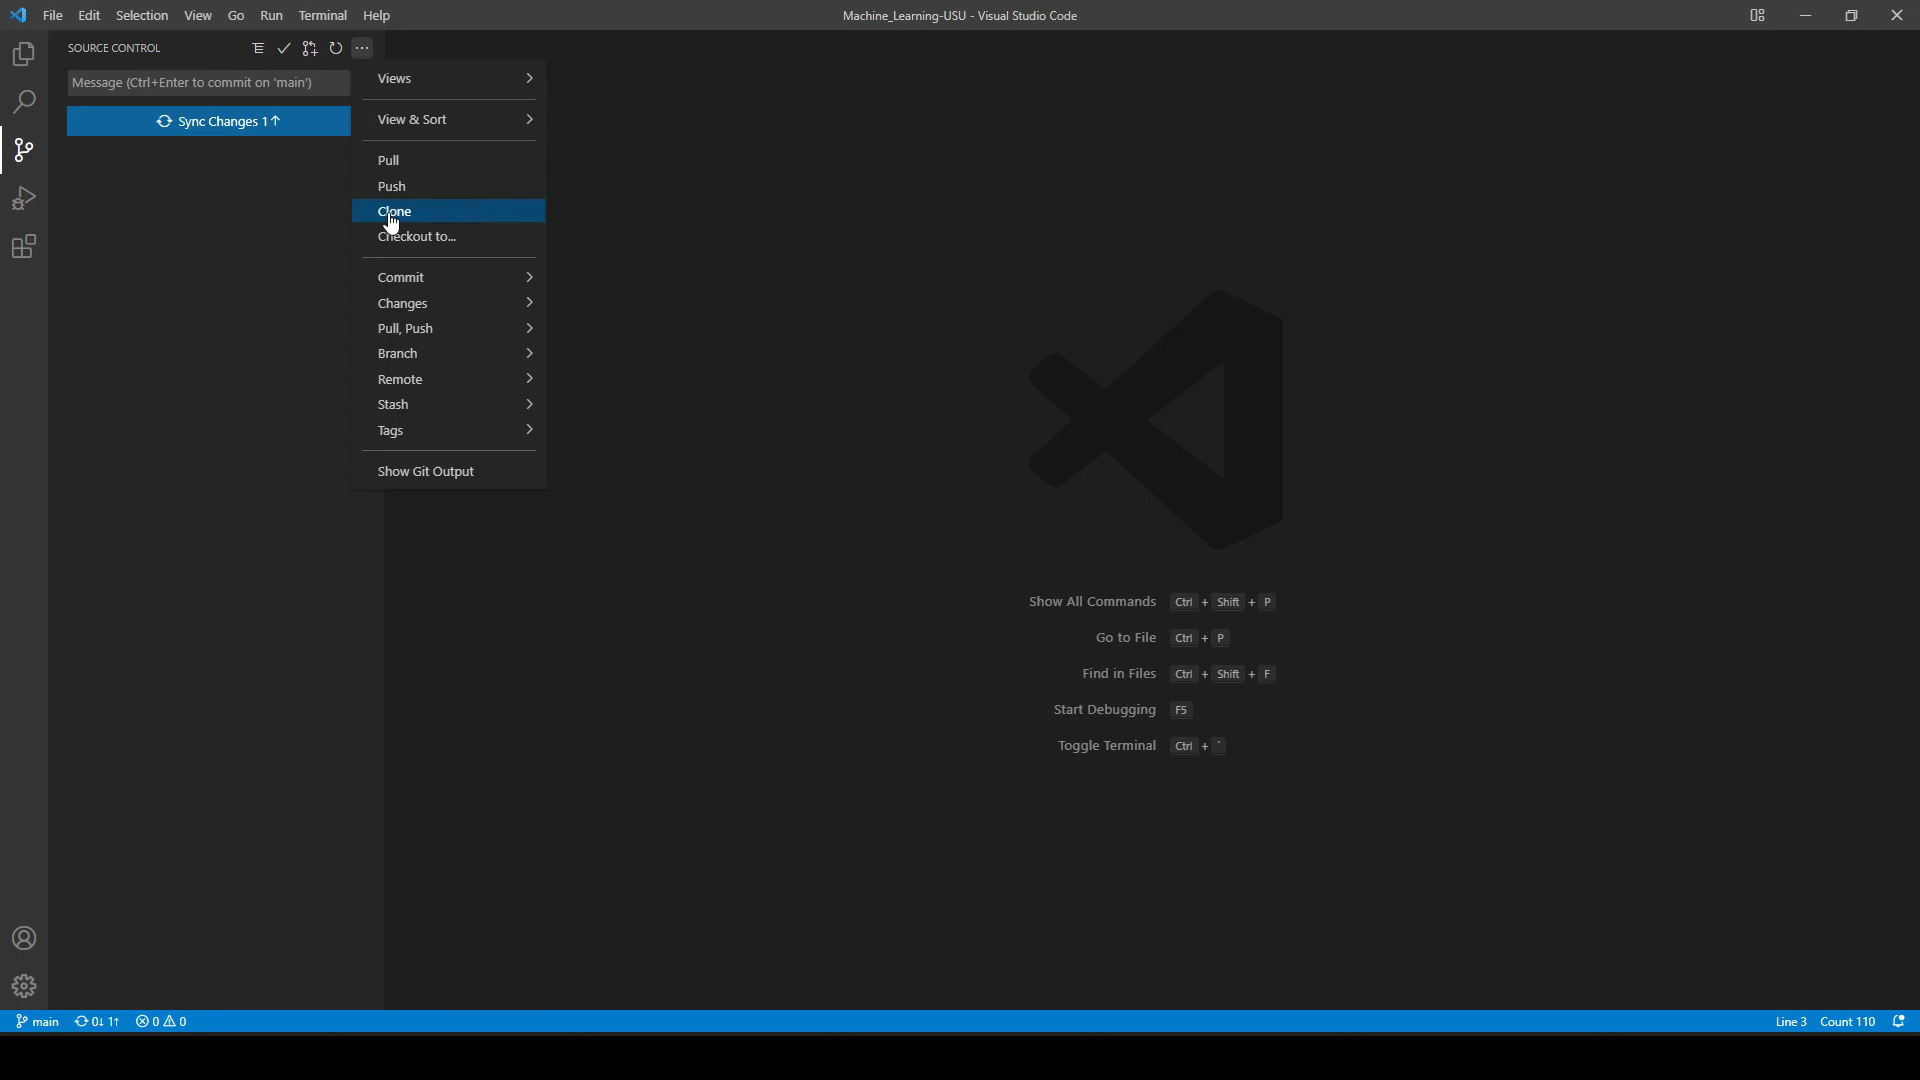 File Edit Selection View Go Run Terminal Help
Machine_Learning-USU - Visual Studio Code
SOURCE CONTROL
Message (Ctrl+Enter to commit on 'main')
Sync Changes 1↑
Views
View & Sort
Pull
Push
Clone
Checkout to...
Commit
Changes
Pull, Push
Branch
Remote
Stash
Tags
Show Git Output
Show All Commands Ctrl + Shift + P
Go to File Ctrl + P
Find in Files Ctrl + Shift + F
Start Debugging F5
Toggle Terminal Ctrl + `
main 0↓ 1↑ 0 0
Line 3 Count 110